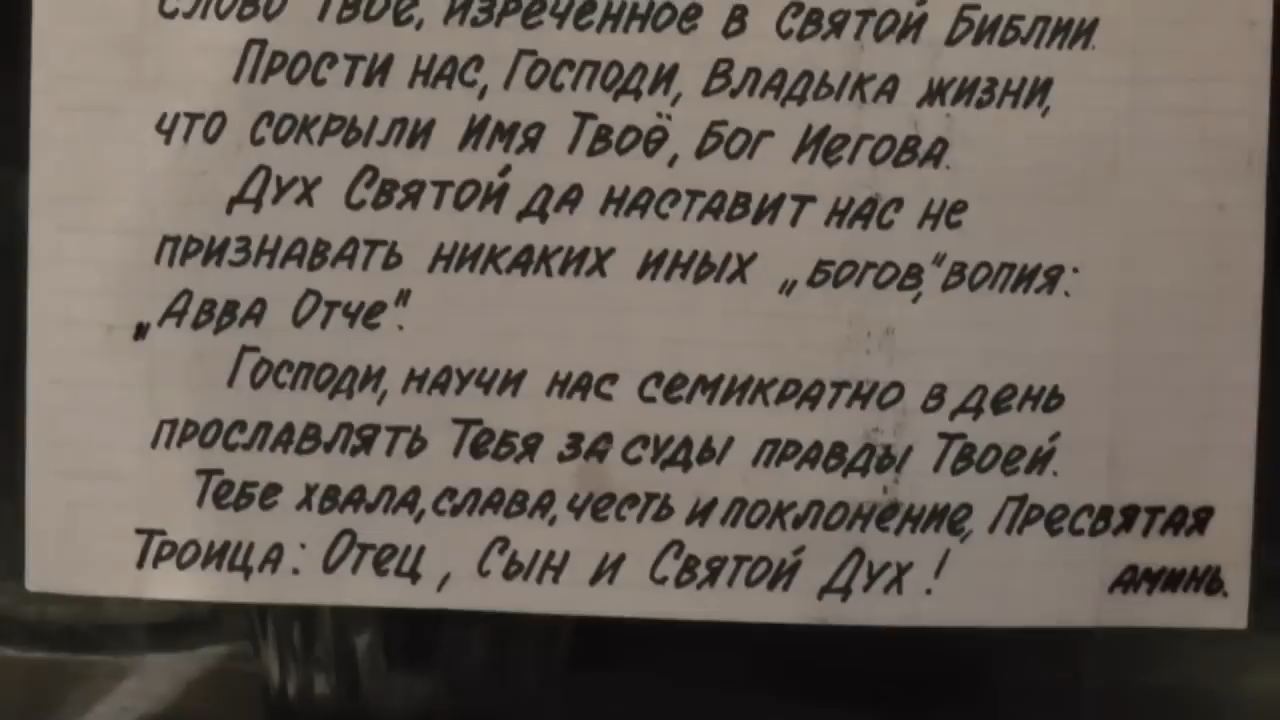 слово Твоё, изреченное в Святой Библии.
Прости нас, Господи, Владыка жизни,
что сокрыли Имя Твоё, Бог Иегова.
Дух Святой да наставит нас не
признавать никаких иных „богов“, вопия:
„Авва Отче“.
Господи, научи нас семикратно в день
прославлять Тебя за суды правды Твоей.
Тебе хвала, слава, честь и поклонение, Пресвятая
Троица: Отец, Сын и Святой Дух!
аминь.